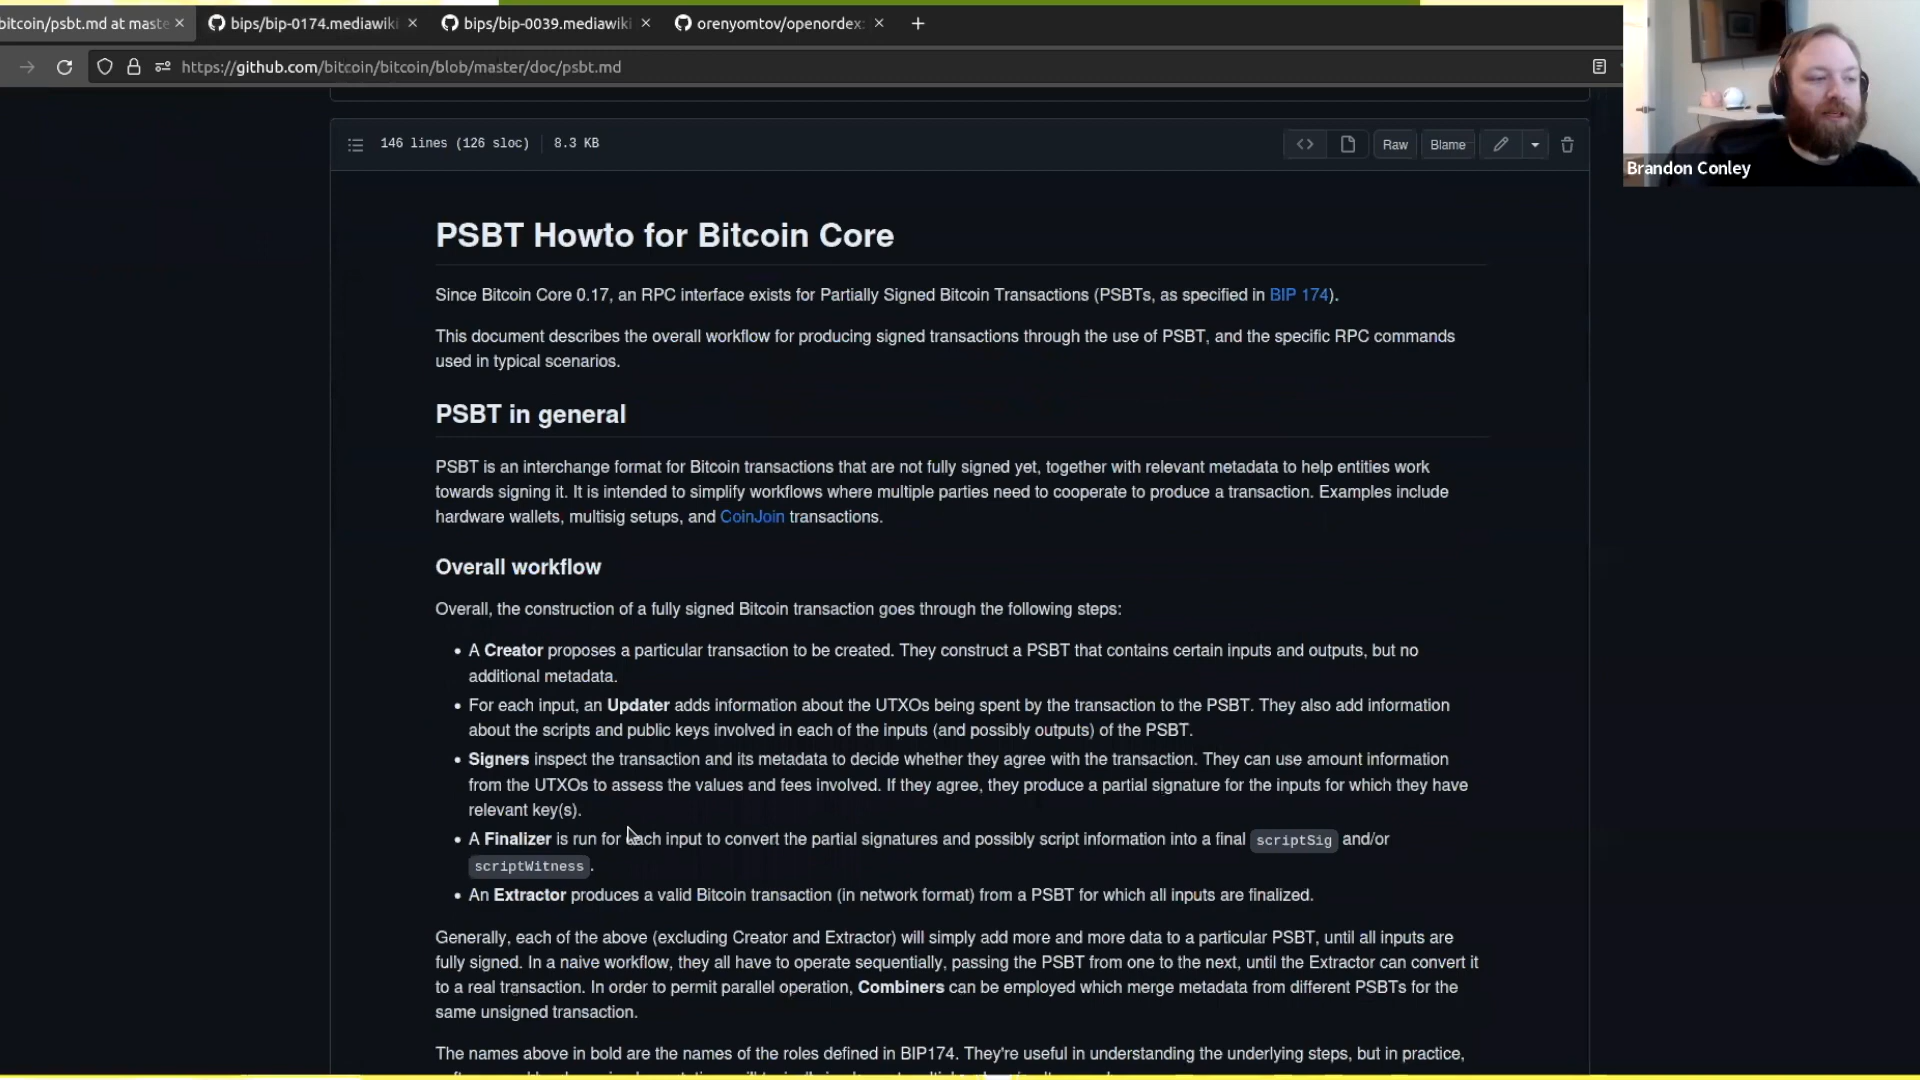 bitcoin/psbt.md at maste
bips/bip-0174.mediawiki
bips/bip-0039.mediawiki
orenyomtov/openordex:
https://github.com/bitcoin/bitcoin/blob/master/doc/psbt.md
Brandon Conley
146 lines (126 sloc) 8.3 KB
Raw
Blame
PSBT Howto for Bitcoin Core
Since Bitcoin Core 0.17, an RPC interface exists for Partially Signed Bitcoin Transactions (PSBTs, as specified in BIP 174).
This document describes the overall workflow for producing signed transactions through the use of PSBT, and the specific RPC commands
used in typical scenarios.
PSBT in general
PSBT is an interchange format for Bitcoin transactions that are not fully signed yet, together with relevant metadata to help entities work
towards signing it. It is intended to simplify workflows where multiple parties need to cooperate to produce a transaction. Examples include
hardware wallets, multisig setups, and CoinJoin transactions.
Overall workflow
Overall, the construction of a fully signed Bitcoin transaction goes through the following steps:
• A Creator proposes a particular transaction to be created. They construct a PSBT that contains certain inputs and outputs, but no
additional metadata.
• For each input, an Updater adds information about the UTXOs being spent by the transaction to the PSBT. They also add information
about the scripts and public keys involved in each of the inputs (and possibly outputs) of the PSBT.
• Signers inspect the transaction and its metadata to decide whether they agree with the transaction. They can use amount information
from the UTXOs to assess the values and fees involved. If they agree, they produce a partial signature for the inputs for which they have
relevant key(s).
• A Finalizer is run for each input to convert the partial signatures and possibly script information into a final scriptSig and/or
scriptWitness.
• An Extractor produces a valid Bitcoin transaction (in network format) from a PSBT for which all inputs are finalized.
Generally, each of the above (excluding Creator and Extractor) will simply add more and more data to a particular PSBT, until all inputs are
fully signed. In a naive workflow, they all have to operate sequentially, passing the PSBT from one to the next, until the Extractor can convert it
to a real transaction. In order to permit parallel operation, Combiners can be employed which merge metadata from different PSBTs for the
same unsigned transaction.
The names above in bold are the names of the roles defined in BIP174. They're useful in understanding the underlying steps, but in practice,